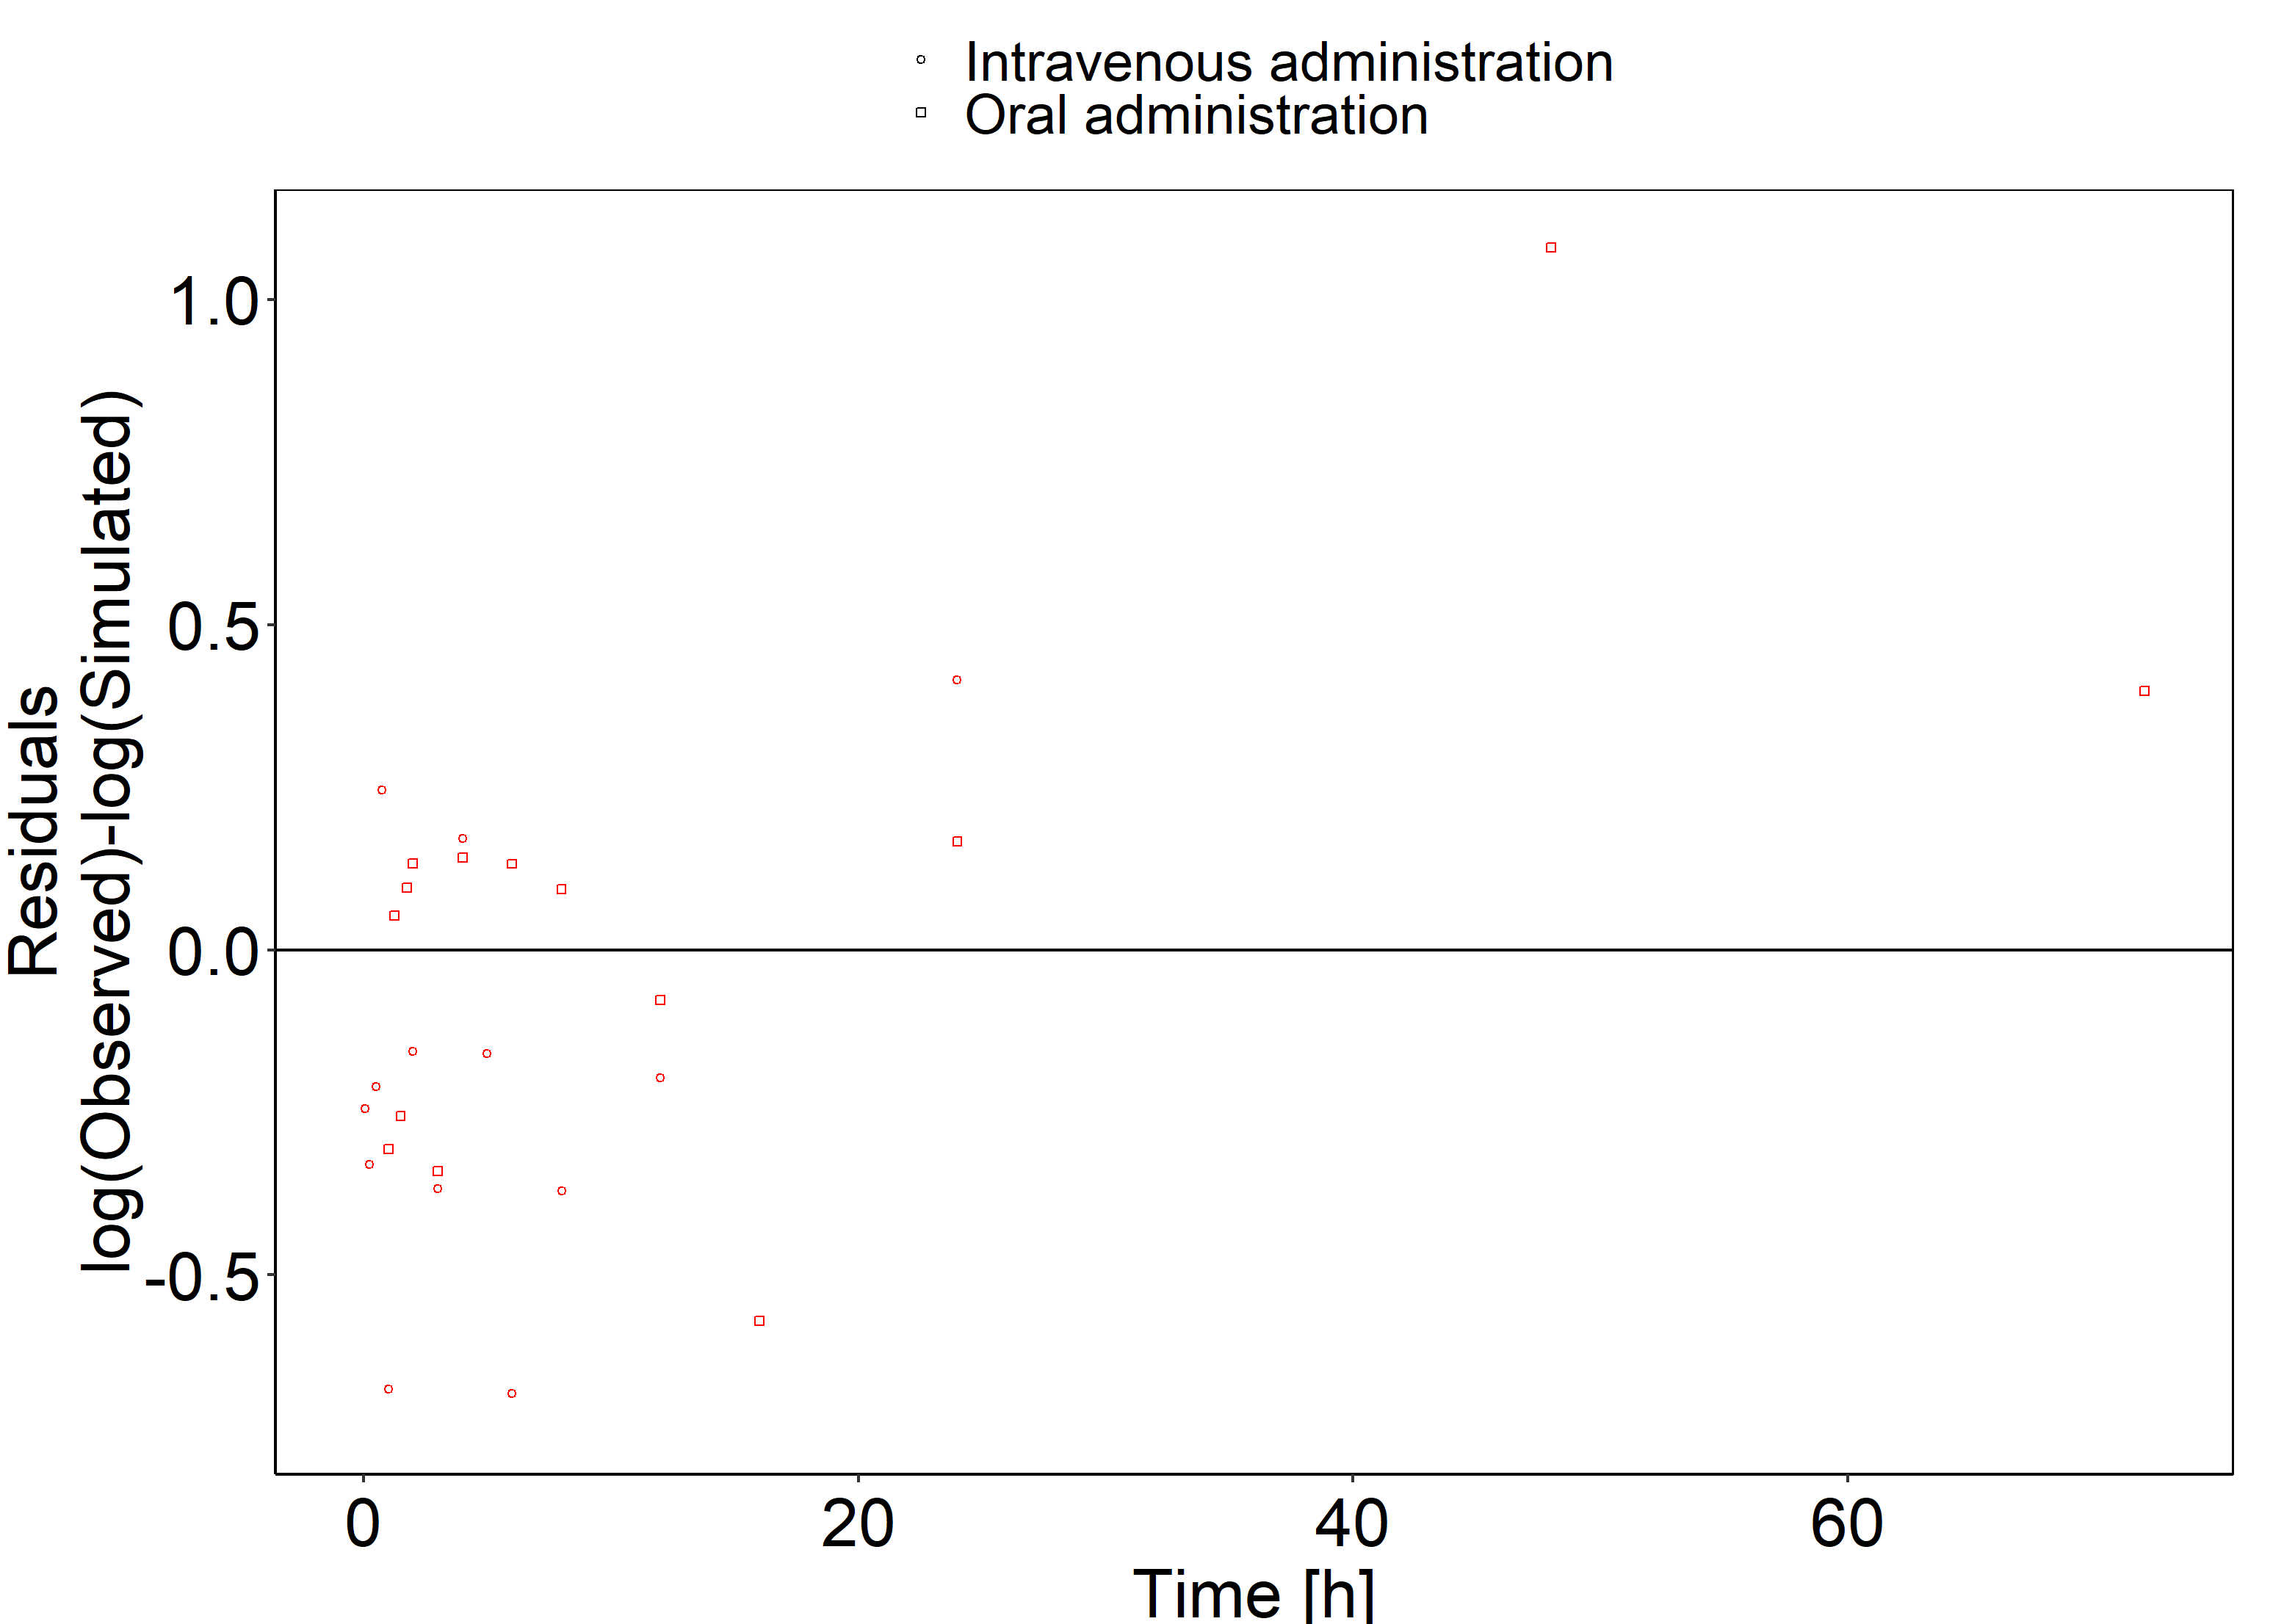 Intravenous administration
Oral administration
Residuals
log(Observed)-log(Simulated)
1.0
0.5
0.0
-0.5
0
20
40
60
Time [h]